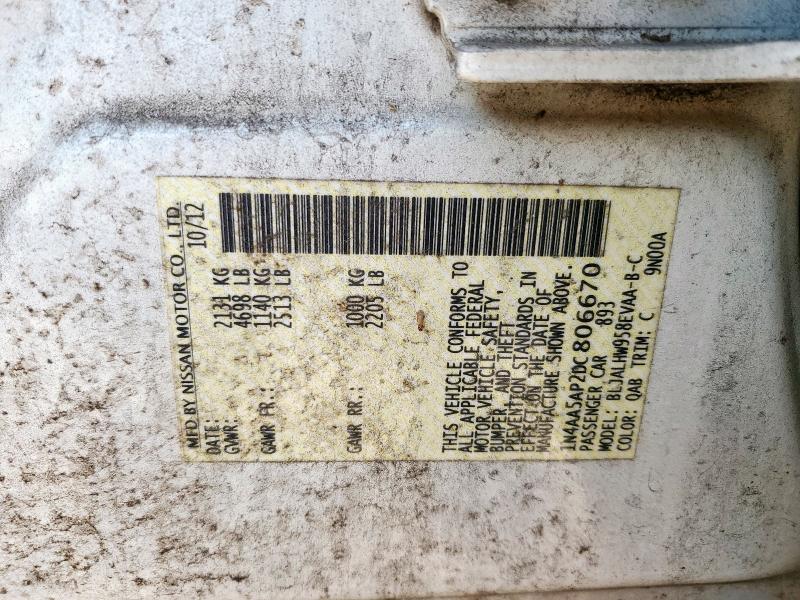 MFD BY NISSAN MOTOR CO., LTD.
DATE: 10/12
GVWR: 2131 KG
4698 LB
GAWR FR.: 1140 KG
2513 LB
GAWR RR.: 1000 KG
2205 LB
THIS VEHICLE CONFORMS TO
ALL APPLICABLE FEDERAL
MOTOR VEHICLE SAFETY,
BUMPER, AND THEFT
PREVENTION STANDARDS IN
EFFECT ON THE DATE OF
MANUFACTURE SHOWN ABOVE.
1N4AA5AP2DC806670
PASSENGER CAR 893
MODEL: BLJALHW958EVAA-B-C
COLOR: QAB TRIM: C 9N00A